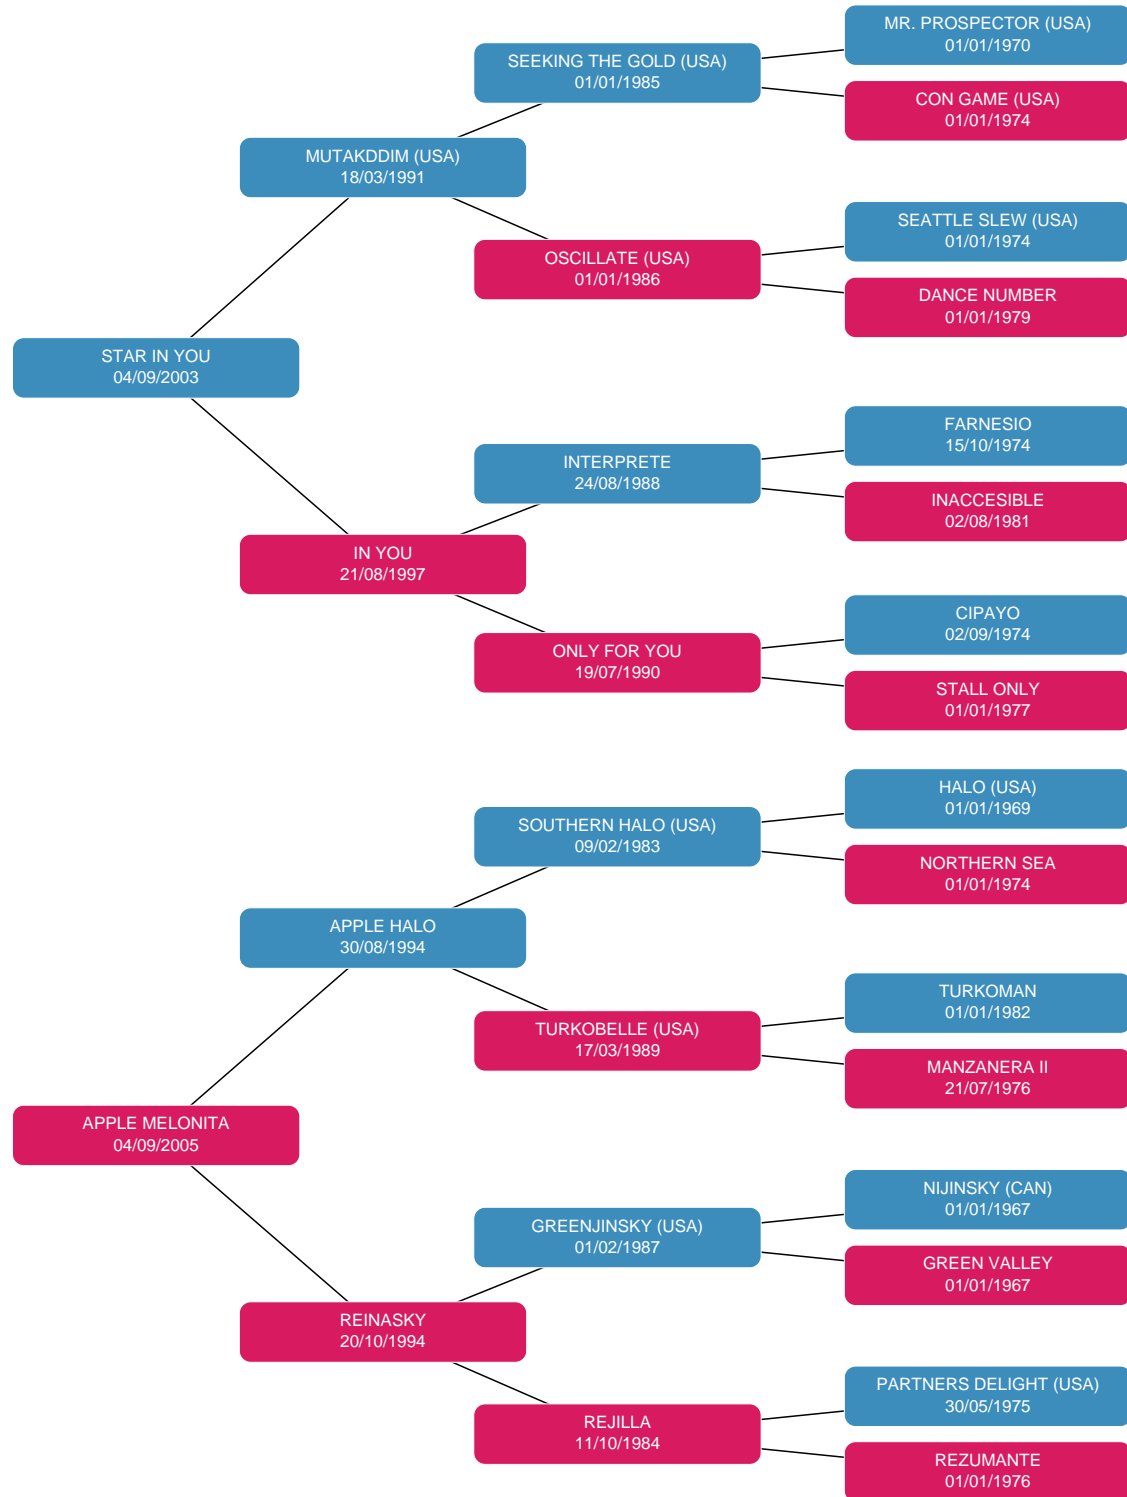 MR. PROSPECTOR (USA)
01/01/1970
SEEKING THE GOLD (USA)
01/01/1985
CON GAME (USA)
01/01/1974
MUTAKDDIM (USA)
18/03/1991
SEATTLE SLEW (USA)
01/01/1974
OSCILLATE (USA)
01/01/1986
DANCE NUMBER
01/01/1979
STAR IN YOU
04/09/2003
FARNESIO
15/10/1974
INTERPRETE
24/08/1988
INACCESIBLE
02/08/1981
IN YOU
21/08/1997
CIPAYO
02/09/1974
ONLY FOR YOU
19/07/1990
STALL ONLY
01/01/1977
HALO (USA)
01/01/1969
SOUTHERN HALO (USA)
09/02/1983
NORTHERN SEA
01/01/1974
APPLE HALO
30/08/1994
TURKOMAN
01/01/1982
TURKOBELLE (USA)
17/03/1989
MANZANERA II
21/07/1976
APPLE MELONITA
04/09/2005
NIJINSKY (CAN)
01/01/1967
GREENJINSKY (USA)
01/02/1987
GREEN VALLEY
01/01/1967
REINASKY
20/10/1994
PARTNERS DELIGHT (USA)
30/05/1975
REJILLA
11/10/1984
REZUMANTE
01/01/1976